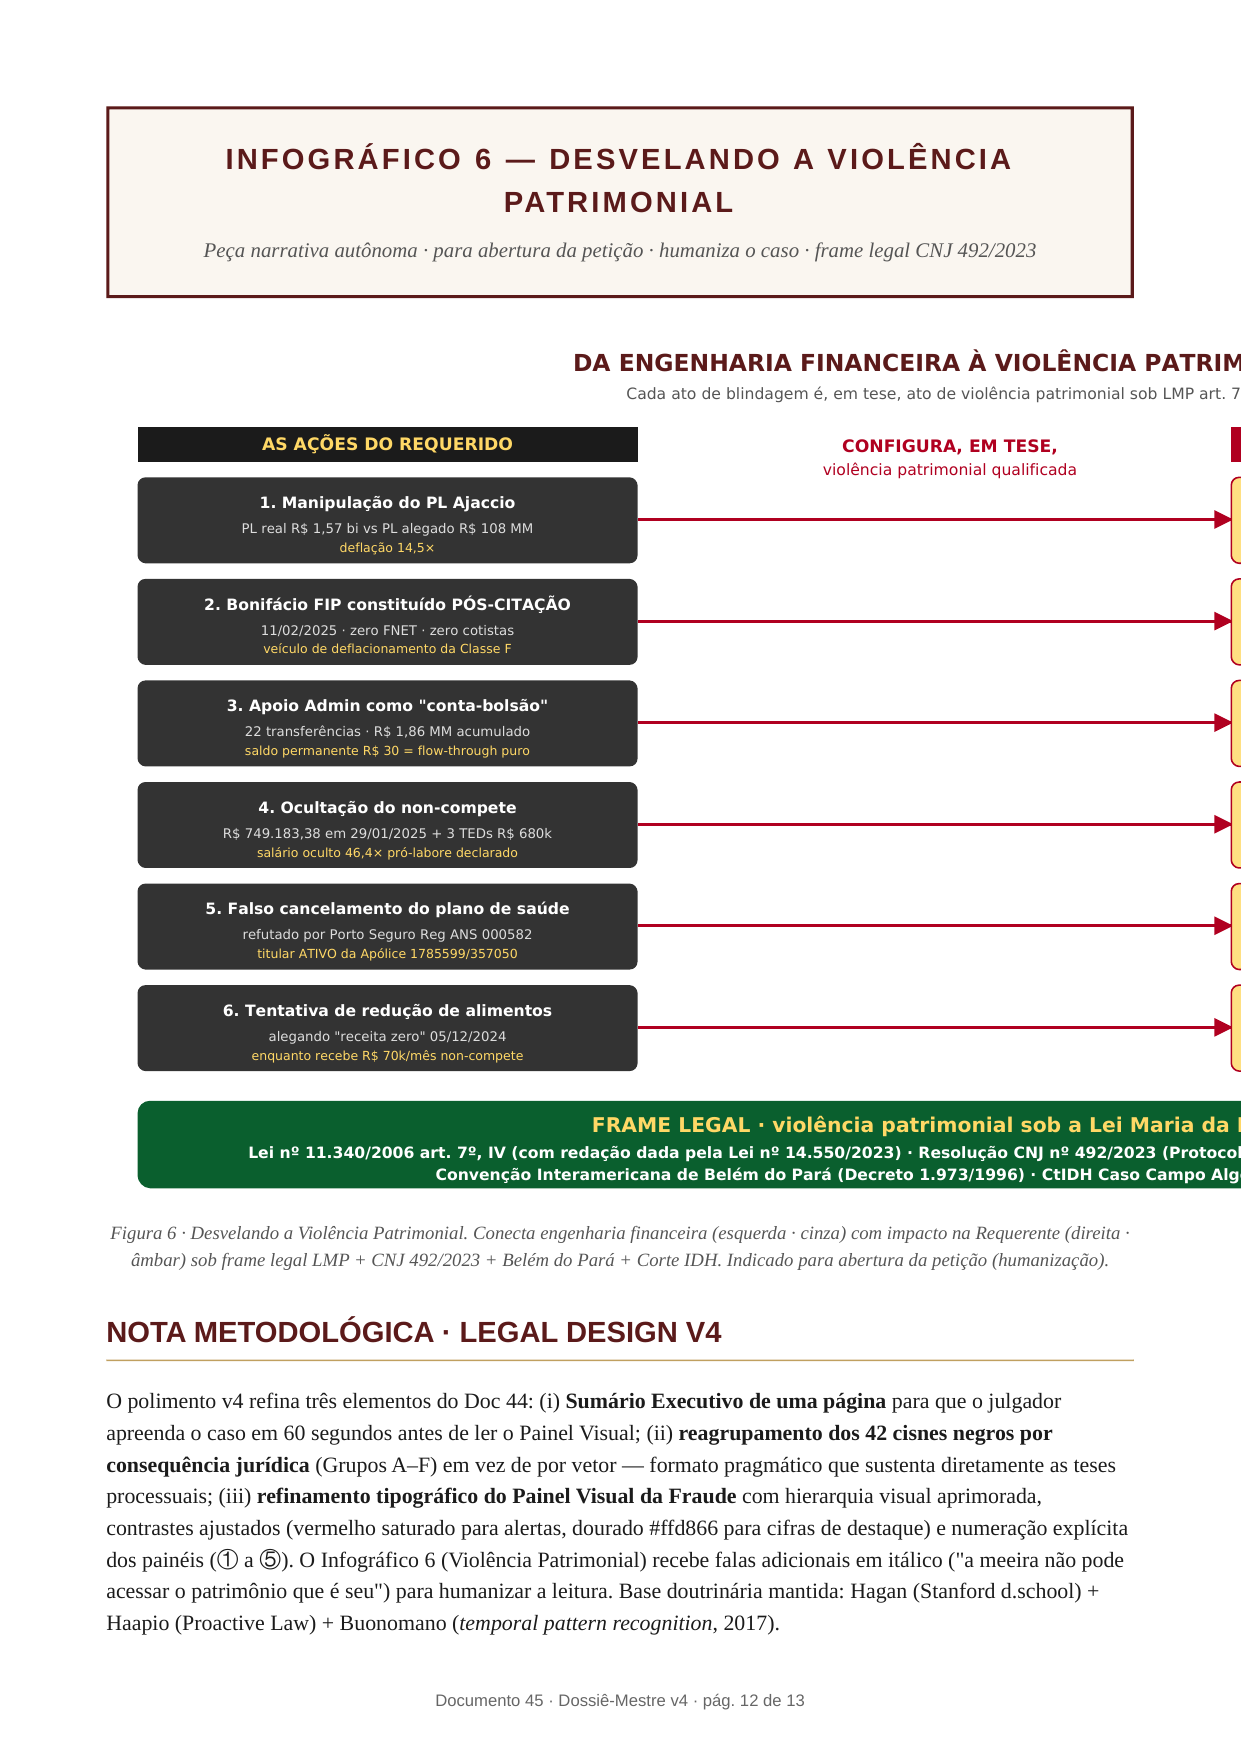 INFOGRÁFICO 6 — DESVELANDO A VIOLÊNCIA
PATRIMONIAL
Peça narrativa autônoma · para abertura da petição · humaniza o caso · frame legal CNJ 492/2023
DA ENGENHARIA FINANCEIRA À VIOLÊNCIA PATRIM
Cada ato de blindagem é, em tese, ato de violência patrimonial sob LMP art. 7
AS AÇÕES DO REQUERIDO
CONFIGURA, EM TESE,
violência patrimonial qualificada
1. Manipulação do PL Ajaccio
PL real R$ 1,57 bi vs PL alegado R$ 108 MM
deflação 14,5×
2. Bonifácio FIP constituído PÓS-CITAÇÃO
11/02/2025 · zero FNET · zero cotistas
veículo de deflacionamento da Classe F
3. Apoio Admin como "conta-bolsão"
22 transferências · R$ 1,86 MM acumulado
saldo permanente R$ 30 = flow-through puro
4. Ocultação do non-compete
R$ 749.183,38 em 29/01/2025 + 3 TEDs R$ 680k
salário oculto 46,4× pró-labore declarado
5. Falso cancelamento do plano de saúde
refutado por Porto Seguro Reg ANS 000582
titular ATIVO da Apólice 1785599/357050
6. Tentativa de redução de alimentos
alegando "receita zero" 05/12/2024
enquanto recebe R$ 70k/mês non-compete
FRAME LEGAL · violência patrimonial sob a Lei Maria da
Lei nº 11.340/2006 art. 7º, IV (com redação dada pela Lei nº 14.550/2023) · Resolução CNJ nº 492/2023 (Protocol
Convenção Interamericana de Belém do Pará (Decreto 1.973/1996) · CtIDH Caso Campo Alg
Figura 6 · Desvelando a Violência Patrimonial. Conecta engenharia financeira (esquerda · cinza) com impacto na Requerente (direita ·
âmbar) sob frame legal LMP + CNJ 492/2023 + Belém do Pará + Corte IDH. Indicado para abertura da petição (humanização).
NOTA METODOLÓGICA · LEGAL DESIGN V4
O polimento v4 refina três elementos do Doc 44: (i) Sumário Executivo de uma página para que o julgador
apreenda o caso em 60 segundos antes de ler o Painel Visual; (ii) reagrupamento dos 42 cisnes negros por
consequência jurídica (Grupos A–F) em vez de por vetor — formato pragmático que sustenta diretamente as teses
processuais; (iii) refinamento tipográfico do Painel Visual da Fraude com hierarquia visual aprimorada,
contrastes ajustados (vermelho saturado para alertas, dourado #ffd866 para cifras de destaque) e numeração explícita
dos painéis (① a ⑤). O Infográfico 6 (Violência Patrimonial) recebe falas adicionais em itálico ("a meeira não pode
acessar o patrimônio que é seu") para humanizar a leitura. Base doutrinária mantida: Hagan (Stanford d.school) +
Haapio (Proactive Law) + Buonomano (temporal pattern recognition, 2017).
Documento 45 · Dossiê-Mestre v4 · pág. 12 de 13